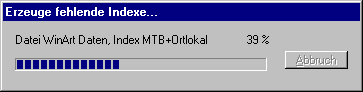 Erzeuge fehlende Indexe...
Datei WinArt Daten, Index MTB+Ortlokal 39 %
Abbruch